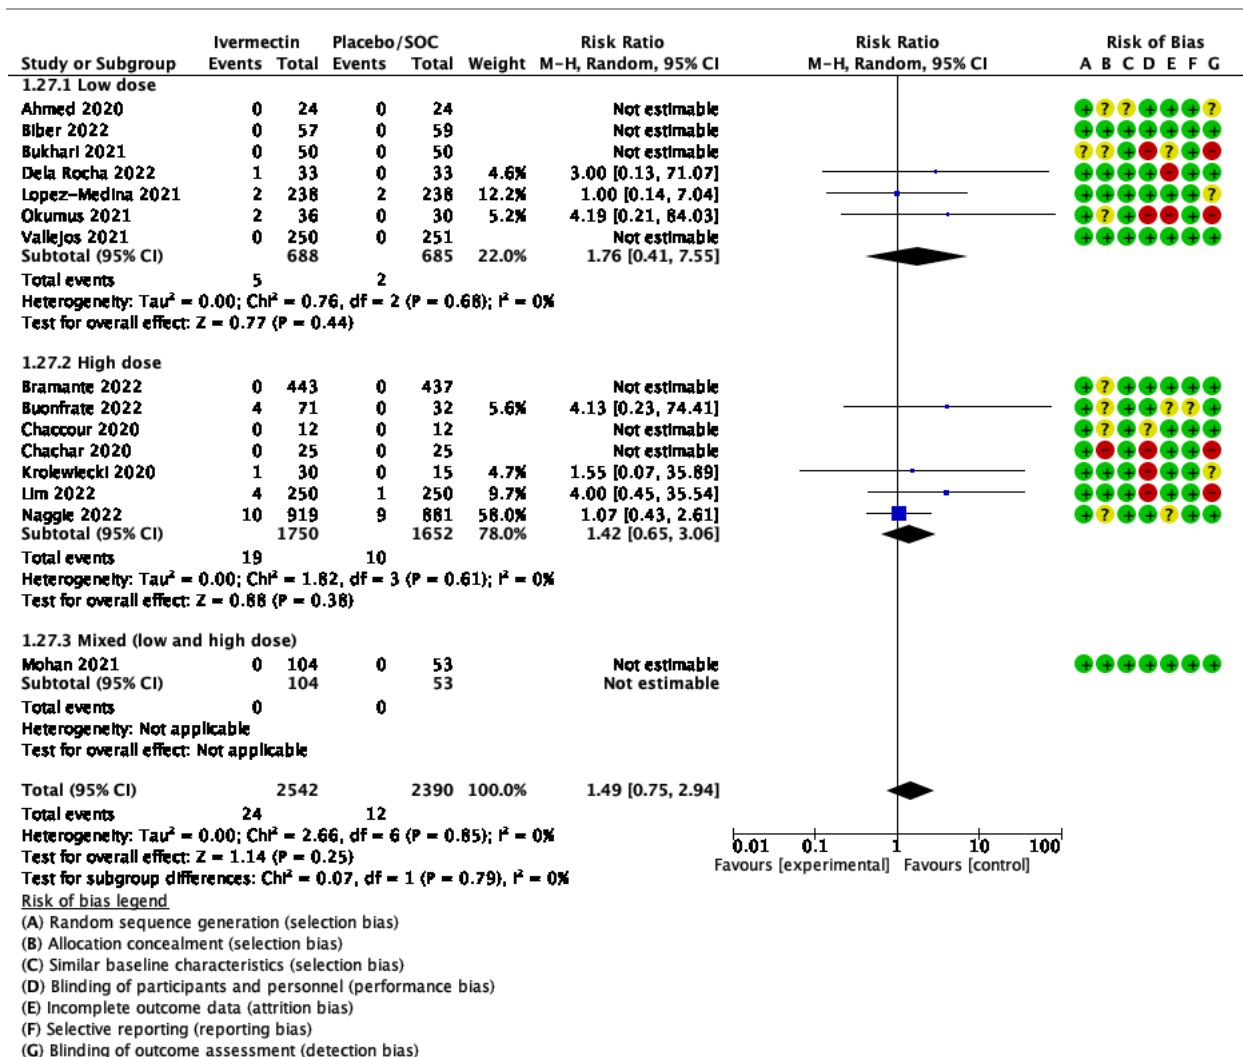 Ivermectin Placebo/SOC Risk Ratio Risk Ratio Risk of Bias
Study or Subgroup Events Total Events Total Weight M-H, Random, 95% CI M-H, Random, 95% CI A B C D E F G
1.27.1 Low dose
Ahmed 2020 0 24 0 24 Not estimable + ? ? + + + ?
Biber 2022 0 57 0 59 Not estimable + + + + + + +
Bukhari 2021 0 50 0 50 Not estimable ? ? + - ? + -
Dela Rocha 2022 1 33 0 33 4.6% 3.00 [0.13, 71.07] + + + + - + +
Lopez-Medina 2021 2 238 2 238 12.2% 1.00 [0.14, 7.04] + + + + + + ?
Okumus 2021 2 36 0 30 5.2% 4.19 [0.21, 84.03] + ? + - - + -
Vallejos 2021 0 250 0 251 Not estimable + + + + + + +
Subtotal (95% CI) 688 685 22.0% 1.76 [0.41, 7.55]
Total events 5 2
Heterogeneity: Tau² = 0.00; Chi² = 0.76, df = 2 (P = 0.68); I² = 0%
Test for overall effect: Z = 0.77 (P = 0.44)
1.27.2 High dose
Bramante 2022 0 443 0 437 Not estimable + ? + + + + +
Buonfrate 2022 4 71 0 32 5.6% 4.13 [0.23, 74.41] + ? + + ? ? +
Chaccour 2020 0 12 0 12 Not estimable + ? + ? + + +
Chachar 2020 0 25 0 25 Not estimable + - + - + + -
Krolewiecki 2020 1 30 0 15 4.7% 1.55 [0.07, 35.89] + + + - + + ?
Lim 2022 4 250 1 250 9.7% 4.00 [0.45, 35.54] + + + - + + -
Naggie 2022 10 919 9 881 58.0% 1.07 [0.43, 2.61] + ? + + ? + +
Subtotal (95% CI) 1750 1652 78.0% 1.42 [0.65, 3.06]
Total events 19 10
Heterogeneity: Tau² = 0.00; Chi² = 1.82, df = 3 (P = 0.61); I² = 0%
Test for overall effect: Z = 0.88 (P = 0.38)
1.27.3 Mixed (low and high dose)
Mohan 2021 0 104 0 53 Not estimable + + + + + + +
Subtotal (95% CI) 104 53 Not estimable
Total events 0 0
Heterogeneity: Not applicable
Test for overall effect: Not applicable
Total (95% CI) 2542 2390 100.0% 1.49 [0.75, 2.94]
Total events 24 12
Heterogeneity: Tau² = 0.00; Chi² = 2.66, df = 6 (P = 0.85); I² = 0%
Test for overall effect: Z = 1.14 (P = 0.25)
Test for subgroup differences: Chi² = 0.07, df = 1 (P = 0.79), I² = 0%
0.01 0.1 1 10 100
Favours [experimental] Favours [control]
Risk of bias legend
(A) Random sequence generation (selection bias)
(B) Allocation concealment (selection bias)
(C) Similar baseline characteristics (selection bias)
(D) Blinding of participants and personnel (performance bias)
(E) Incomplete outcome data (attrition bias)
(F) Selective reporting (reporting bias)
(G) Blinding of outcome assessment (detection bias)